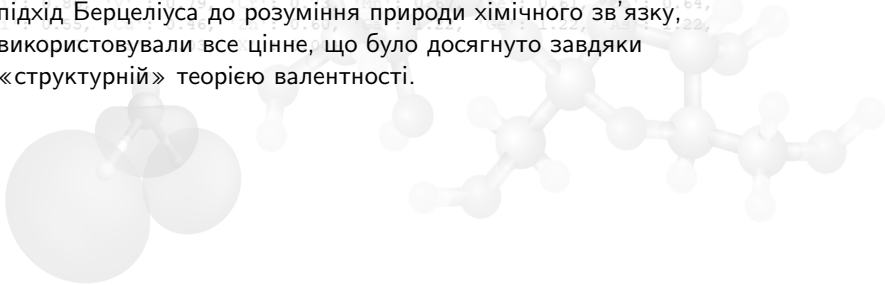 підхід Берцеліуса до розуміння природи хімічного зв'язку,
використовували все цінне, що було досягнуто завдяки
«структурній» теорією валентності.